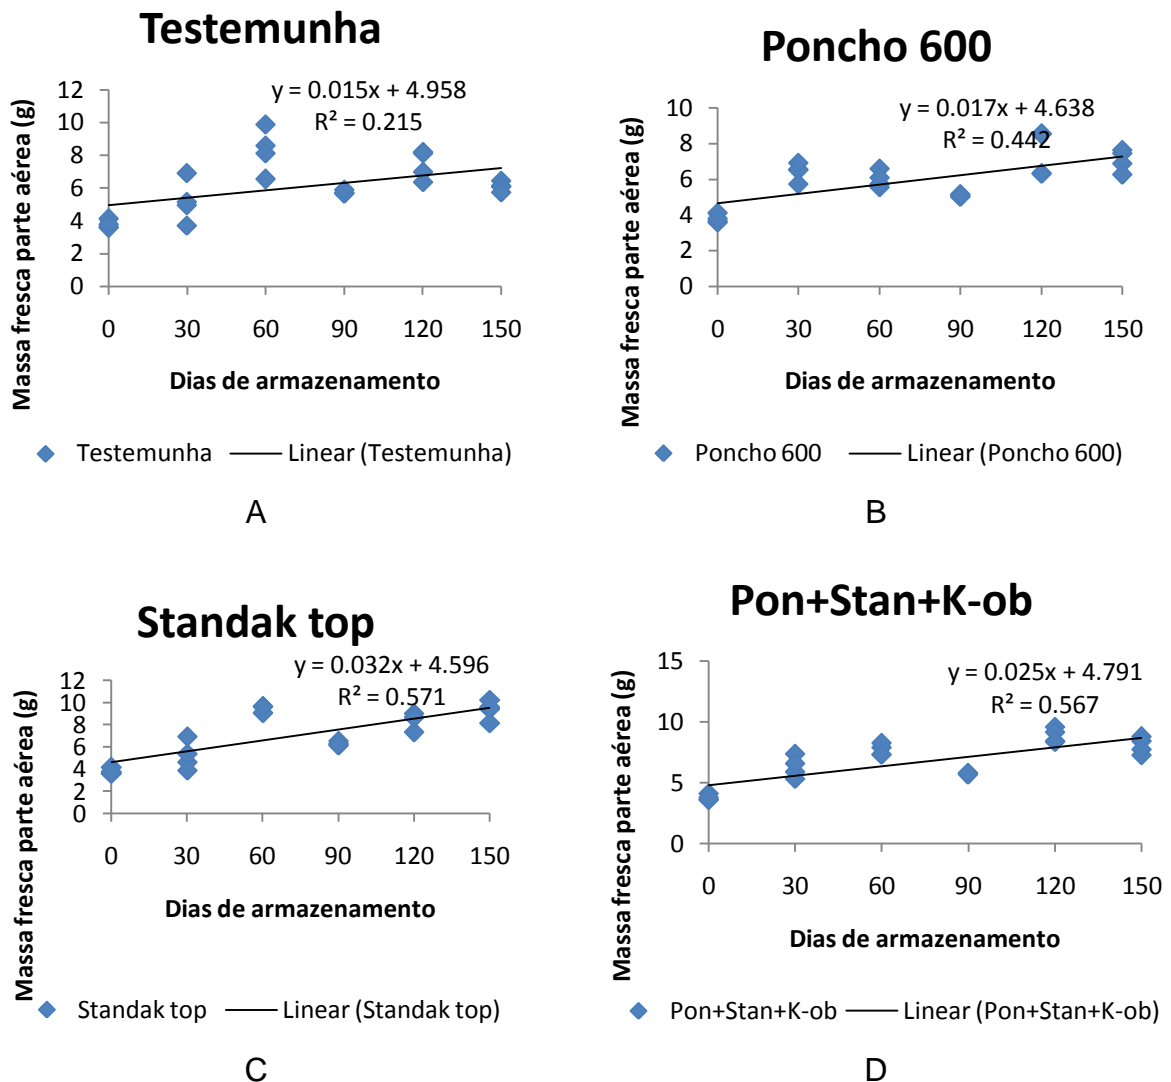 Testemunha
y = 0.015x + 4.958
R² = 0.215
Massa fresca parte aérea (g)
12
10
8
6
4
2
0
0 30 60 90 120 150
Dias de armazenamento
Testemunha Linear (Testemunha)
A
Poncho 600
y = 0.017x + 4.638
R² = 0.442
Massa fresca parte aérea (g)
10
8
6
4
2
0
0 30 60 90 120 150
Dias de armazenamento
Poncho 600 Linear (Poncho 600)
B
Standak top
y = 0.032x + 4.596
R² = 0.571
Massa fresca parte aérea (g)
12
10
8
6
4
2
0
0 30 60 90 120 150
Dias de armazenamento
Standak top Linear (Standak top)
C
Pon+Stan+K-ob
y = 0.025x + 4.791
R² = 0.567
Massa fresca parte aérea (g)
15
10
5
0
0 30 60 90 120 150
Dias de armazenamento
Pon+Stan+K-ob Linear (Pon+Stan+K-ob)
D